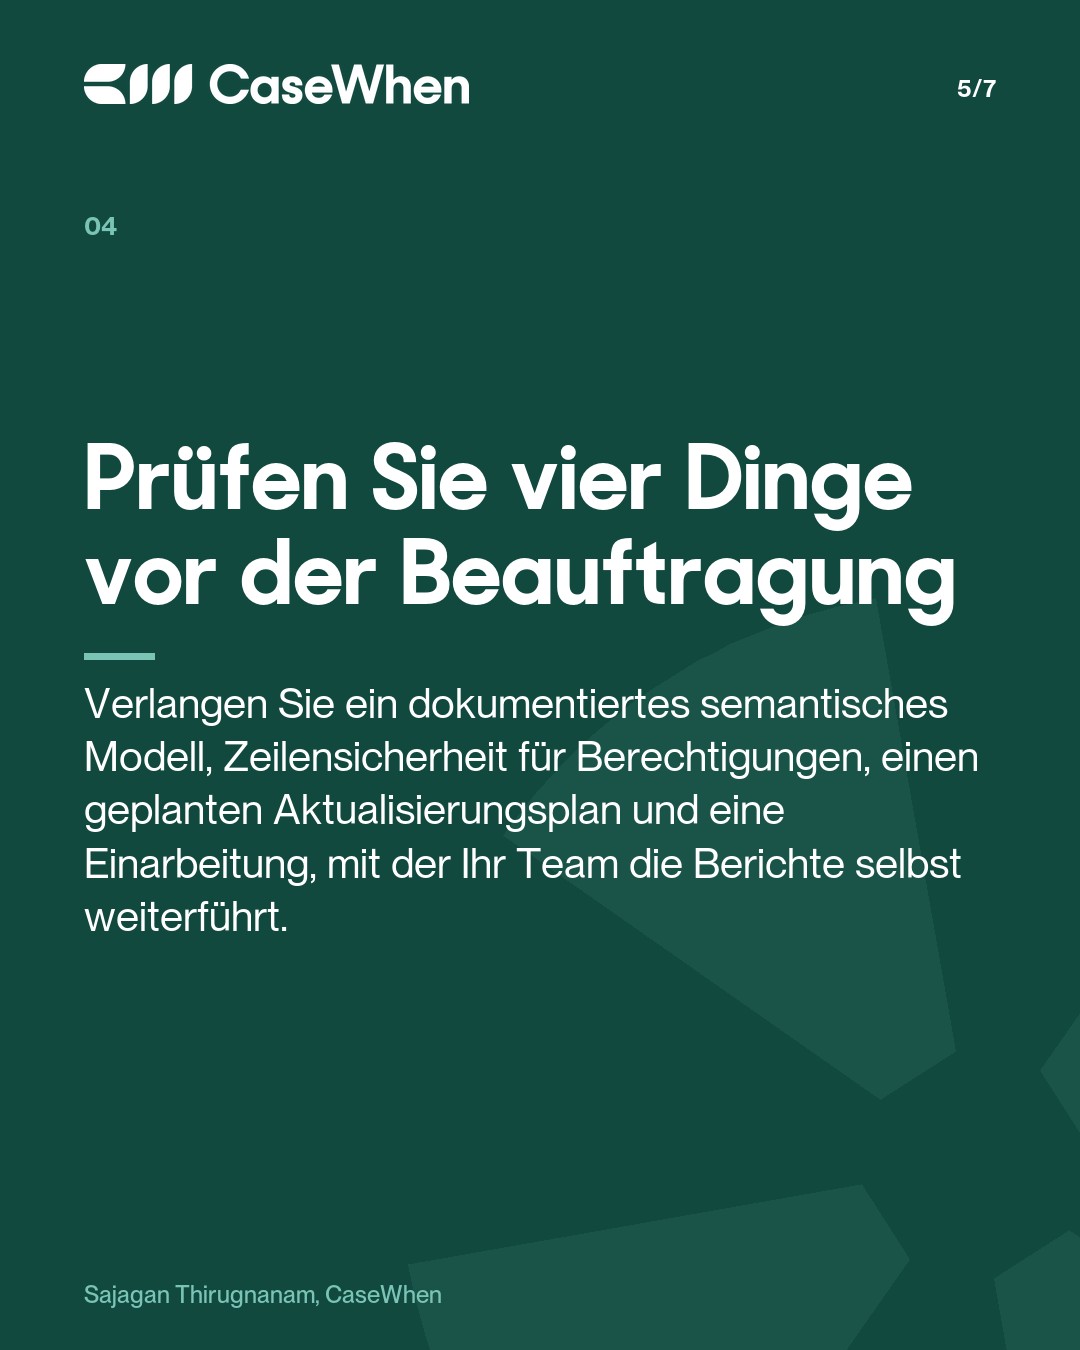 CaseWhen
5/7
04
Prüfen Sie vier Dinge
vor der Beauftragung
Verlangen Sie ein dokumentiertes semantisches
Modell, Zeilensicherheit für Berechtigungen, einen
geplanten Aktualisierungsplan und eine
Einarbeitung, mit der Ihr Team die Berichte selbst
weiterführt.
Sajagan Thirugnanam, CaseWhen